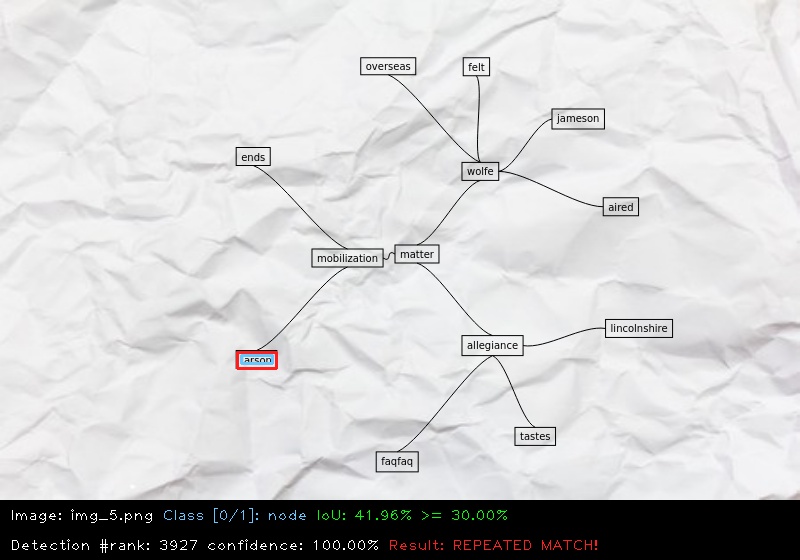 overseas
felt
jameson
ends
wolfe
aired
mobilization
matter
lincolnshire
allegiance
arson
tastes
faqfaq
Image: img_5.png Class [0/1]: node IoU: 41.96% >= 30.00%
Detection #rank: 3927 confidence: 100.00% Result: REPEATED MATCH!